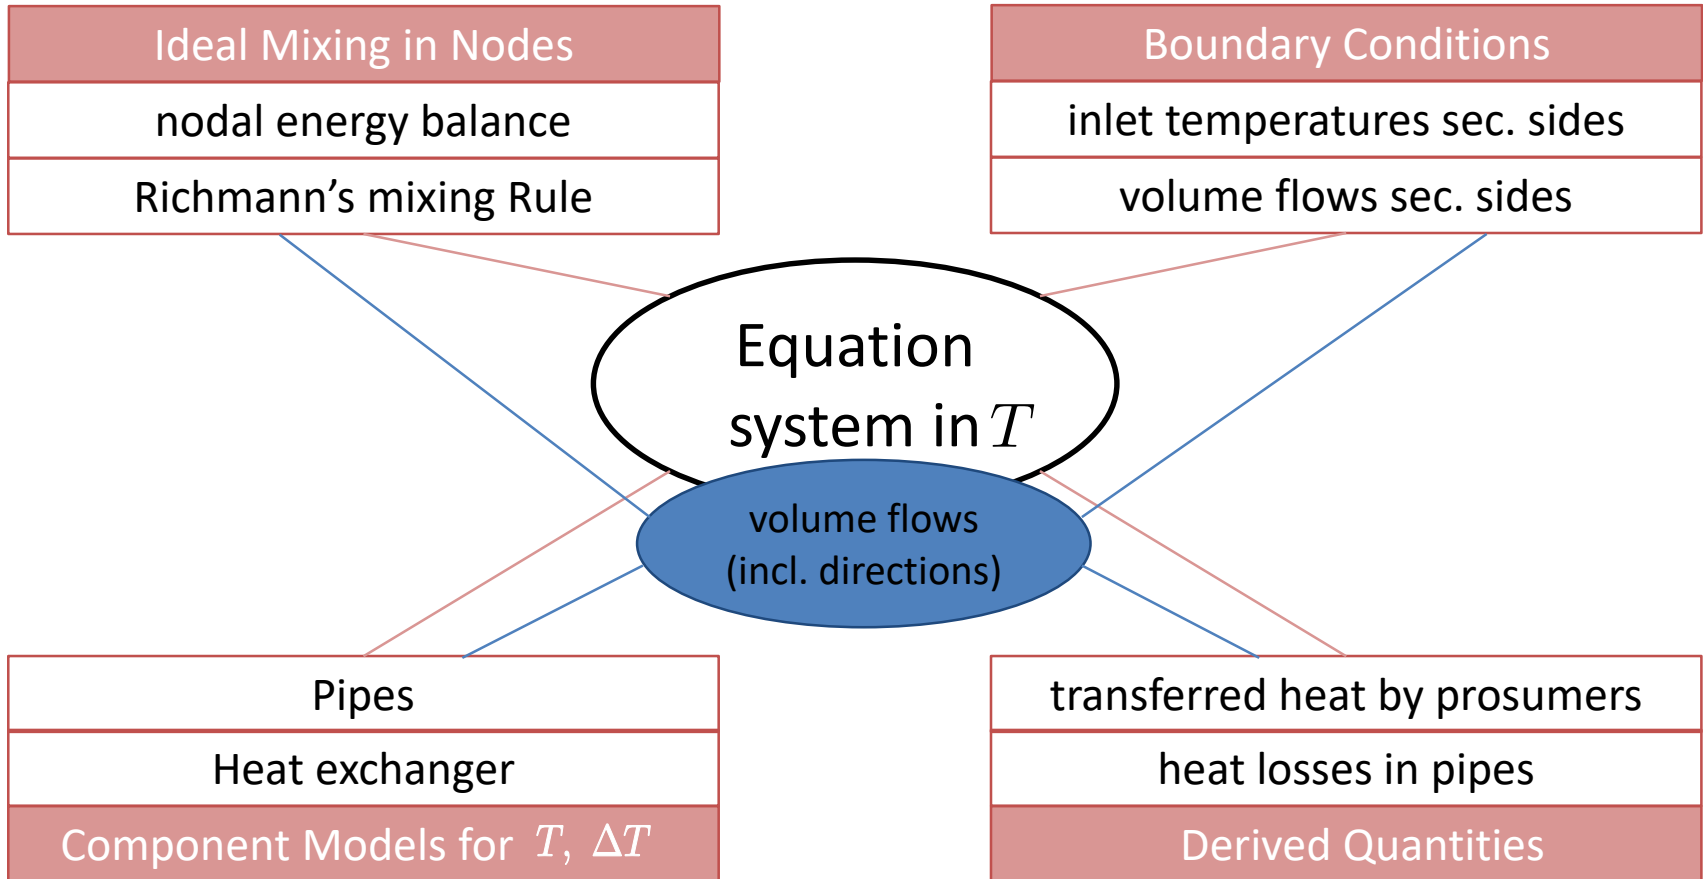 Ideal Mixing in Nodes
nodal energy balance
Richmann’s mixing Rule
Boundary Conditions
inlet temperatures sec. sides
volume flows sec. sides
Equation
system in T
volume flows
(incl. directions)
Pipes
Heat exchanger
Component Models for T, ΔT
transferred heat by prosumers
heat losses in pipes
Derived Quantities